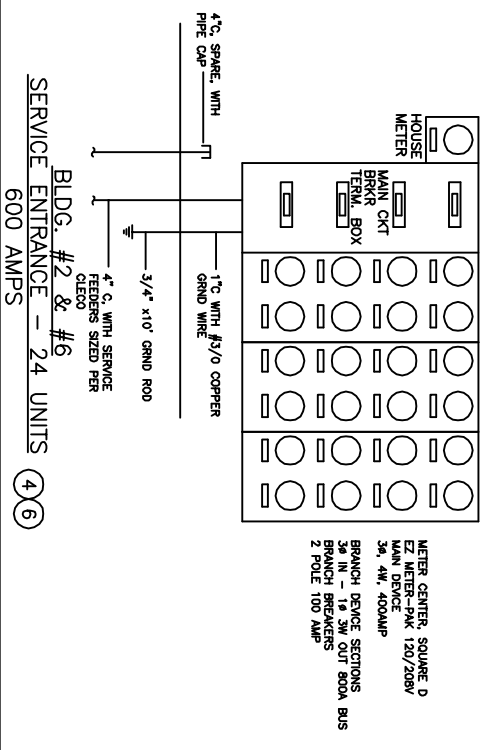 HOUSE
METER
MAIN CKT
BRKR
TERM. BOX
METER CENTER, SQUARE D
EZ METER-PAK 120/208V
MAIN DEVICE
3ø, 4W, 400AMP
BRANCH DEVICE SECTIONS
3ø IN - 1ø 3W OUT 800A BUS
BRANCH BREAKERS
2 POLE 100 AMP
4"C, SPARE, WITH
PIPE CAP
1"C WITH #3/0 COPPER
GRND WIRE
3/4" x10' GRND ROD
4" C, WITH SERVICE
FEEDERS SIZED PER
CLECO
BLDG. #2 & #6
SERVICE ENTRANCE - 24 UNITS 4 6
600 AMPS